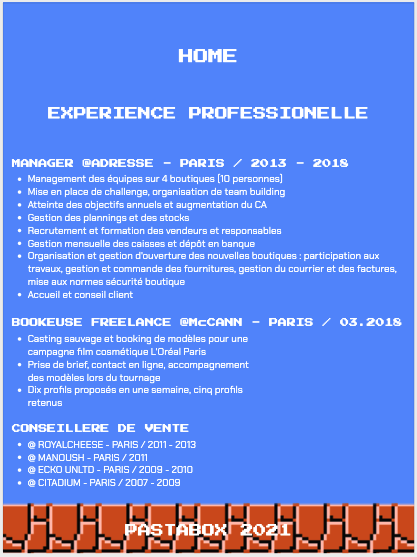 HOME
EXPERIENCE PROFESSIONELLE
MANAGER @ADRESSE - PARIS / 2013 - 2018
• Management des équipes sur 4 boutiques (10 personnes)
• Mise en place de challenge, organisation de team building
• Atteinte des objectifs annuels et augmentation du CA
• Gestion des plannings et des stocks
• Recrutement et formation des vendeurs et responsables
• Gestion mensuelle des caisses et dépôt en banque
• Organisation et gestion d'ouverture des nouvelles boutiques : participation aux
travaux, gestion et commande des fournitures, gestion du courrier et des factures,
mise aux normes sécurité boutique
• Accueil et conseil client
BOOKEUSE FREELANCE @McCANN - PARIS / 03.2018
• Casting sauvage et booking de modèles pour une
campagne film cosmétique L'Oréal Paris
• Prise de brief, contact en ligne, accompagnement
des modèles lors du tournage
• Dix profils proposés en une semaine, cinq profils
retenus
CONSEILLERE DE VENTE
• @ ROYALCHEESE - PARIS / 2011 - 2013
• @ MANOUSH - PARIS / 2011
• @ ECKO UNLTD - PARIS / 2009 - 2010
• @ CITADIUM - PARIS / 2007 - 2009
PASTABOX 2021